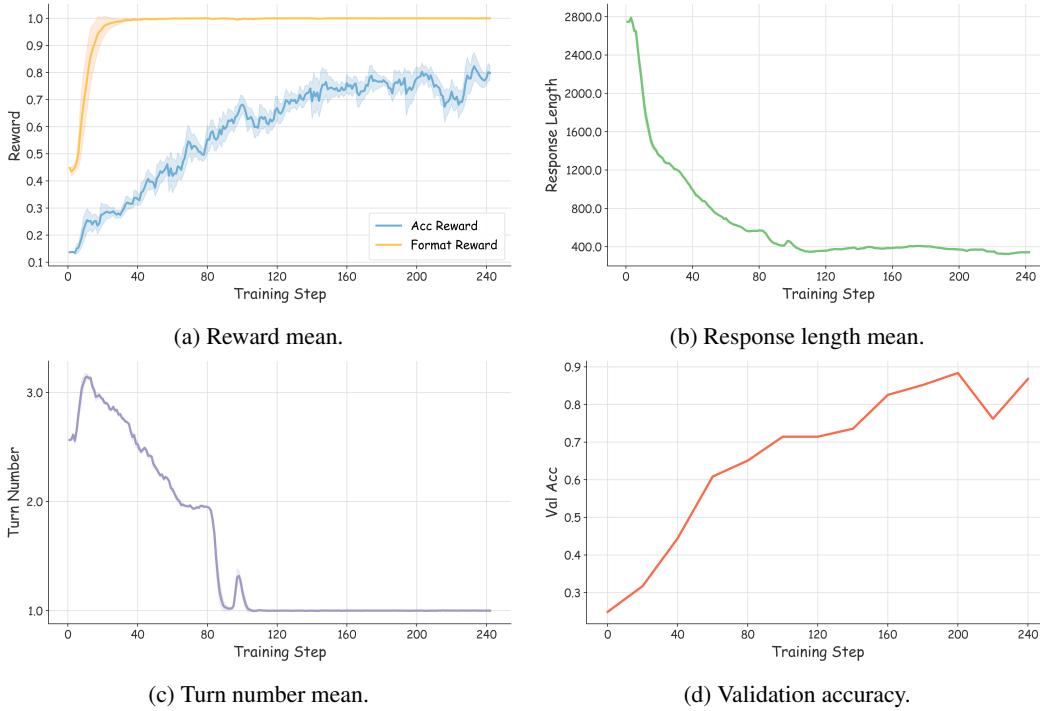 Reward
1.0
0.9
0.8
0.7
0.6
0.5
0.4
0.3
0.2
0.1
Acc Reward
Format Reward
0 40 80 120 160 200 240
Training Step
(a) Reward mean.
Response Length
2800.0
2400.0
2000.0
1600.0
1200.0
800.0
400.0
0 40 80 120 160 200 240
Training Step
(b) Response length mean.
Turn Number
3.0
2.0
1.0
0 40 80 120 160 200 240
Training Step
(c) Turn number mean.
Val Acc
0.9
0.8
0.7
0.6
0.5
0.4
0.3
0 40 80 120 160 200 240
Training Step
(d) Validation accuracy.